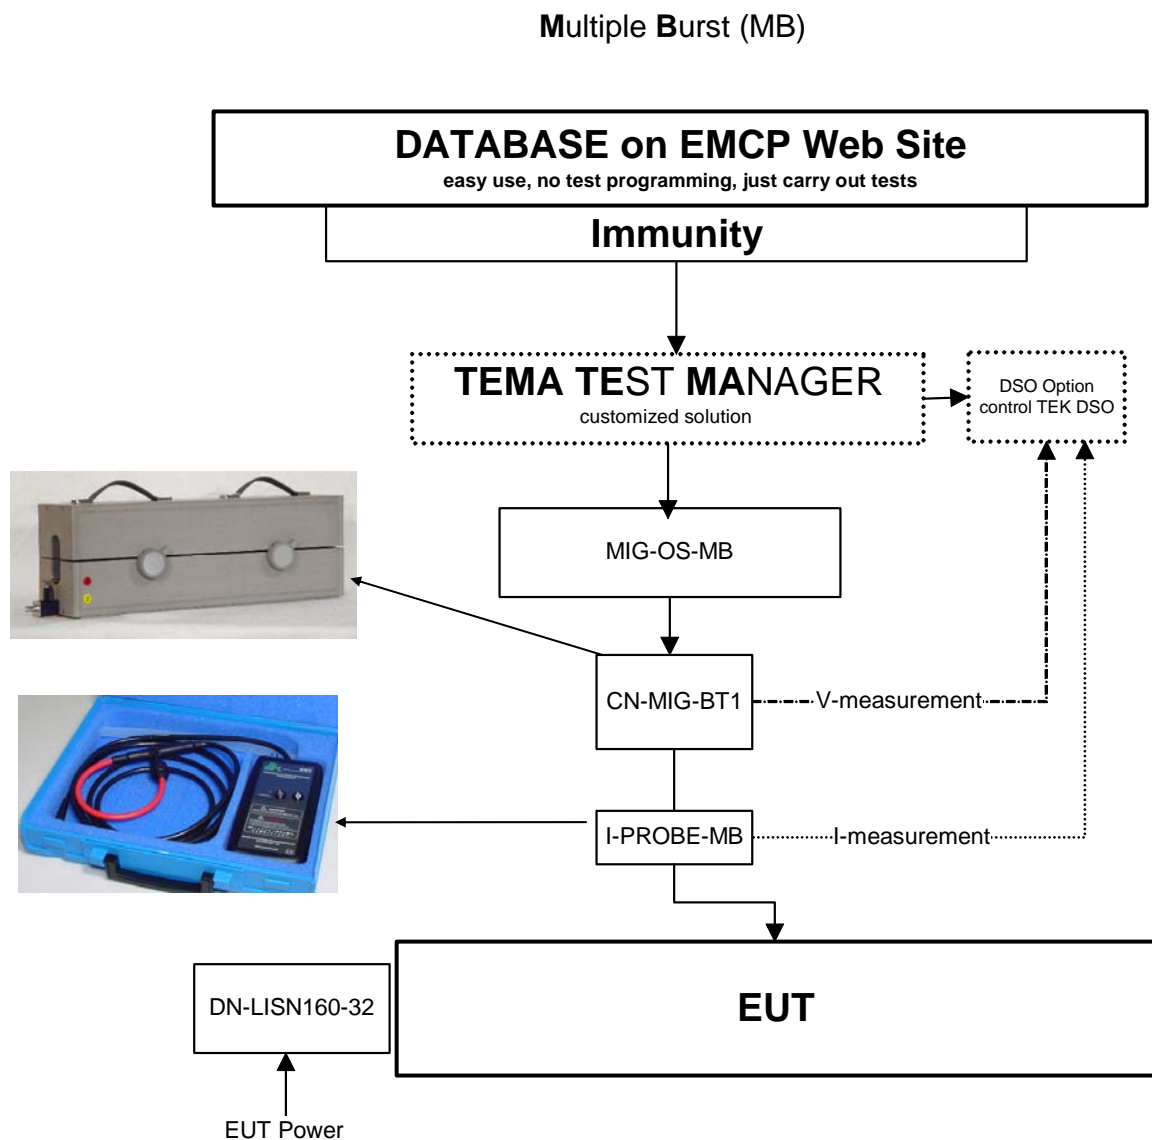 Multiple Burst (MB)
DATABASE on EMCP Web Site
easy use, no test programming, just carry out tests
Immunity
TEMA TEST MANAGER
customized solution
DSO Option
control TEK DSO
MIG-OS-MB
CN-MIG-BT1
V-measurement
I-PROBE-MB
I-measurement
DN-LISN160-32
EUT
EUT Power